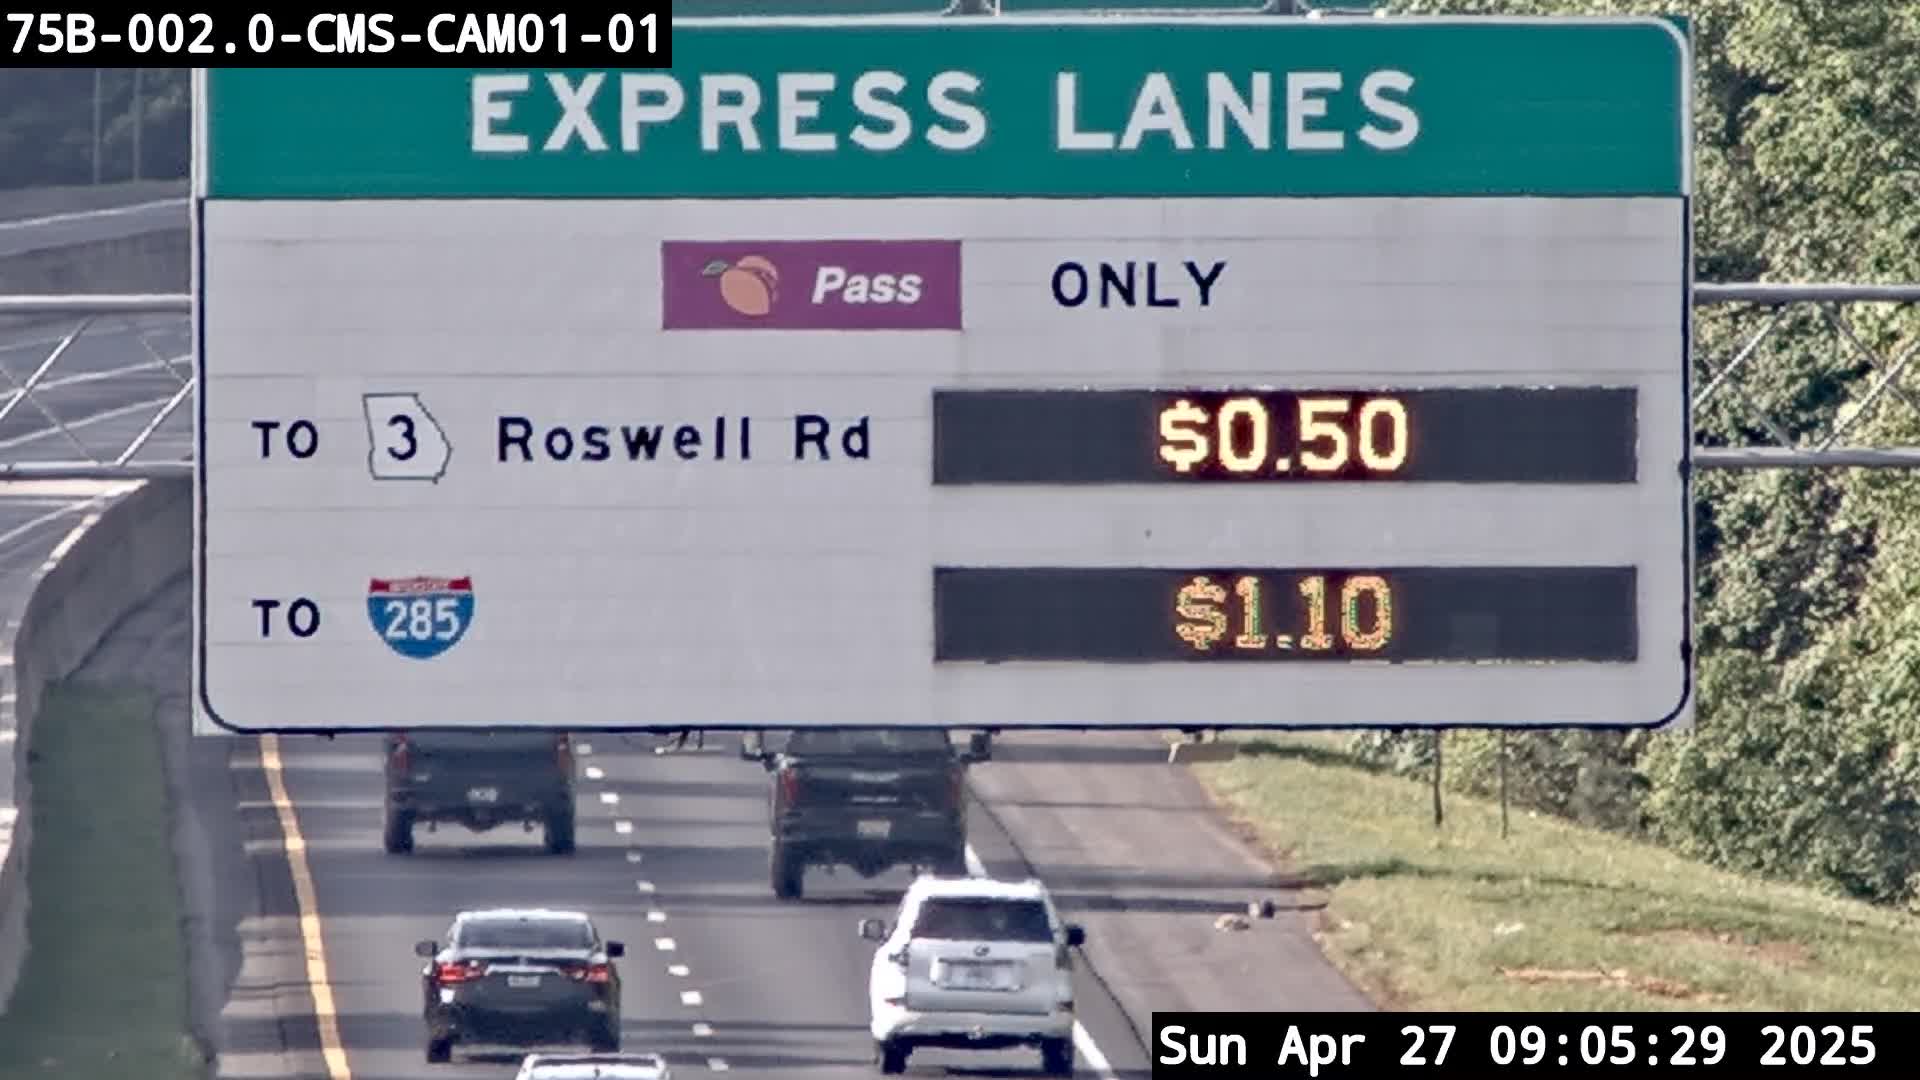 75B-002.0-CMS-CAM01-01
EXPRESS LANES
Pass ONLY
TO 3 Roswell Rd $0.50
TO INTERSTATE 285 $1.10
Sun Apr 27 09:05:29 2025